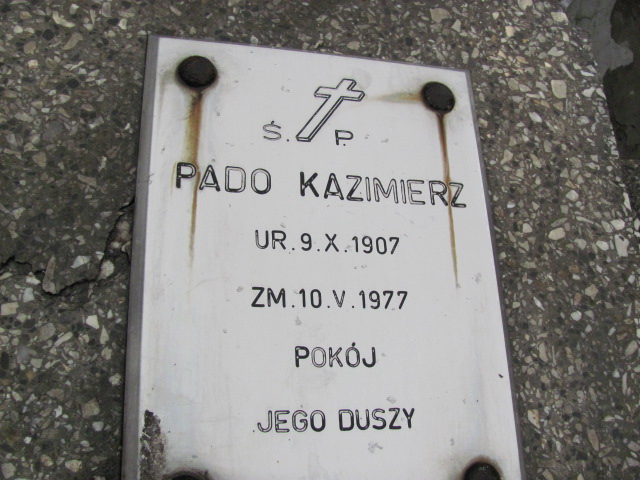 Ś. P.
PADO KAZIMIERZ
UR. 9. X. 1907
ZM. 10. V. 1977
POKÓJ
JEGO DUSZY